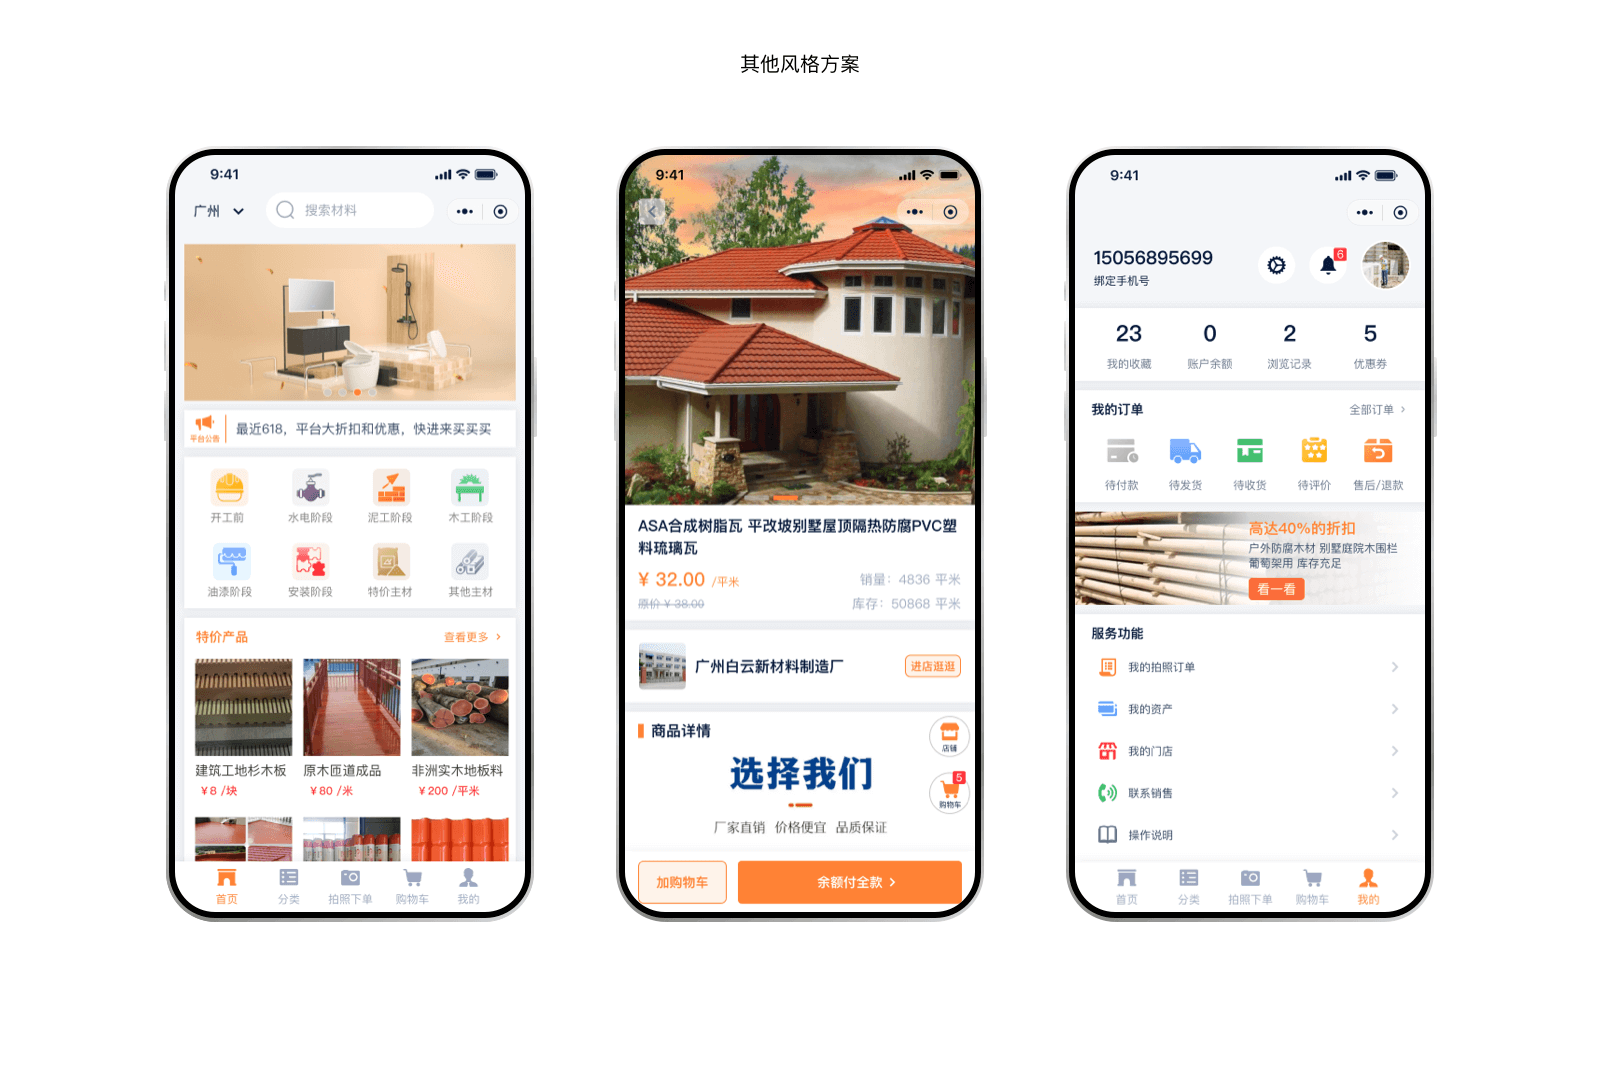 其他风格方案
9:41
广州
搜索材料
平台公告
最近618，平台大折扣和优惠，快进来买买买
开工前 水电阶段 泥工阶段 木工阶段
油漆阶段 安装阶段 特价主材 其他主材
特价产品
查看更多
建筑工地杉木板 原木匝道成品 非洲实木地板料
¥8 /块 ¥80 /米 ¥200 /平米
首页 分类 拍照下单 购物车 我的
9:41
ASA合成树脂瓦 平改坡别墅屋顶隔热防腐PVC塑
料琉璃瓦
¥ 32.00 /平米
销量：4836 平米
原价 ¥ 38.00
库存：50868 平米
广州白云新材料制造厂
进店逛逛
商品详情
店铺
选择我们
5
购物车
厂家直销 价格便宜 品质保证
加购物车
余额付全款
9:41
15056895699
6
绑定手机号
23 0 2 5
我的收藏 账户余额 浏览记录 优惠券
我的订单
全部订单
待付款 待发货 待收货 待评价 售后/退款
高达40%的折扣
户外防腐木材 别墅庭院木围栏
葡萄架用 库存充足
看一看
服务功能
我的拍照订单
我的资产
我的门店
联系销售
操作说明
首页 分类 拍照下单 购物车 我的